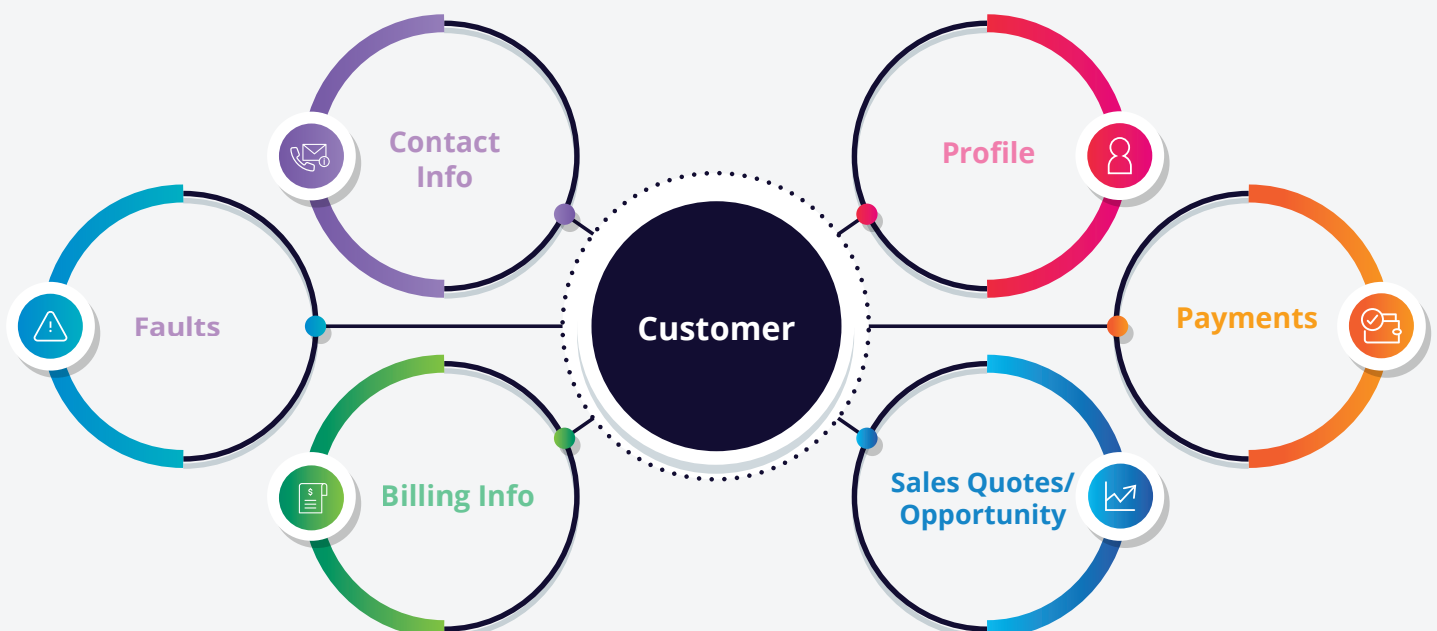 Contact
Info
Profile
Faults
Customer
Payments
Billing Info
Sales Quotes/
Opportunity